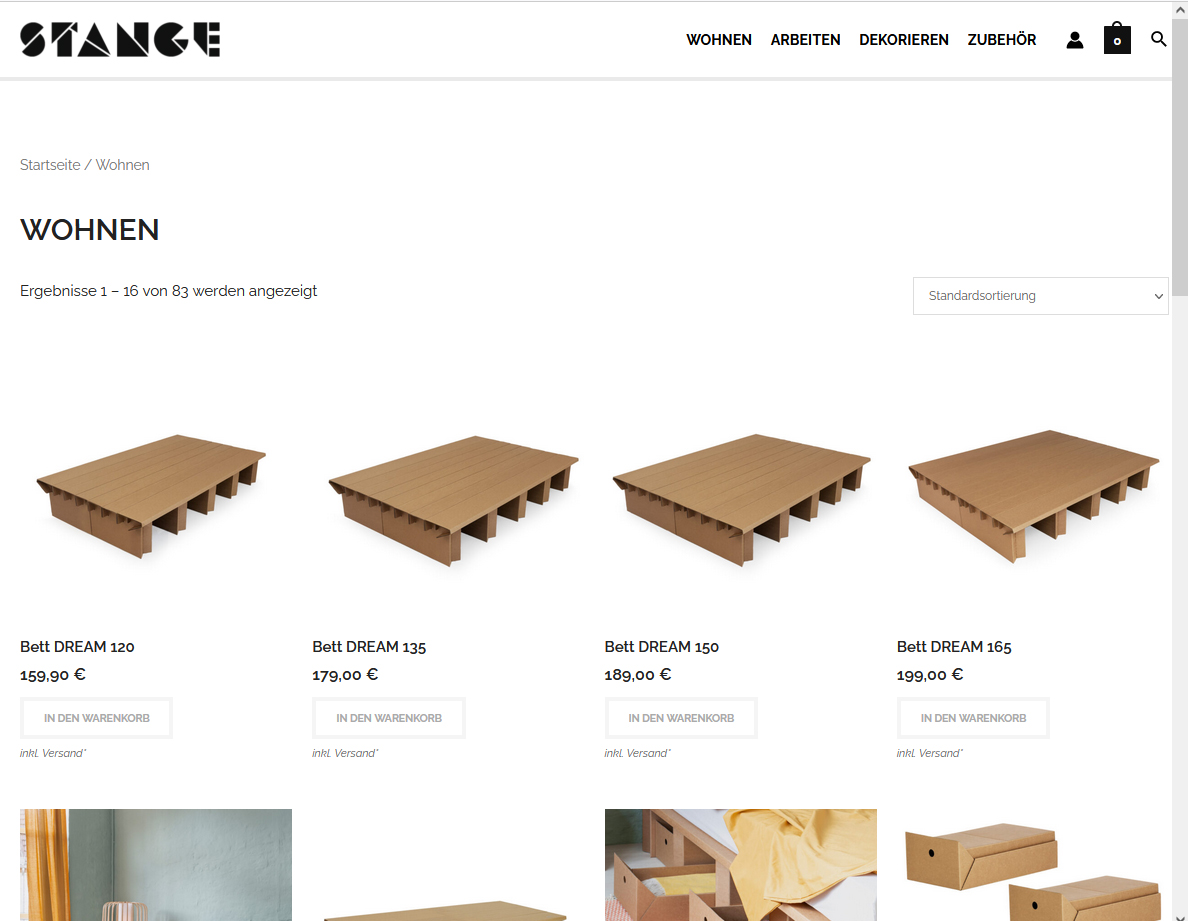 STANGE
WOHNEN ARBEITEN DEKORIEREN ZUBEHÖR 0
Startseite / Wohnen
WOHNEN
Ergebnisse 1 – 16 von 83 werden angezeigt
Standardsortierung
Bett DREAM 120
159,90 €
IN DEN WARENKORB
inkl. Versand*
Bett DREAM 135
179,00 €
IN DEN WARENKORB
inkl. Versand*
Bett DREAM 150
189,00 €
IN DEN WARENKORB
inkl. Versand*
Bett DREAM 165
199,00 €
IN DEN WARENKORB
inkl. Versand*